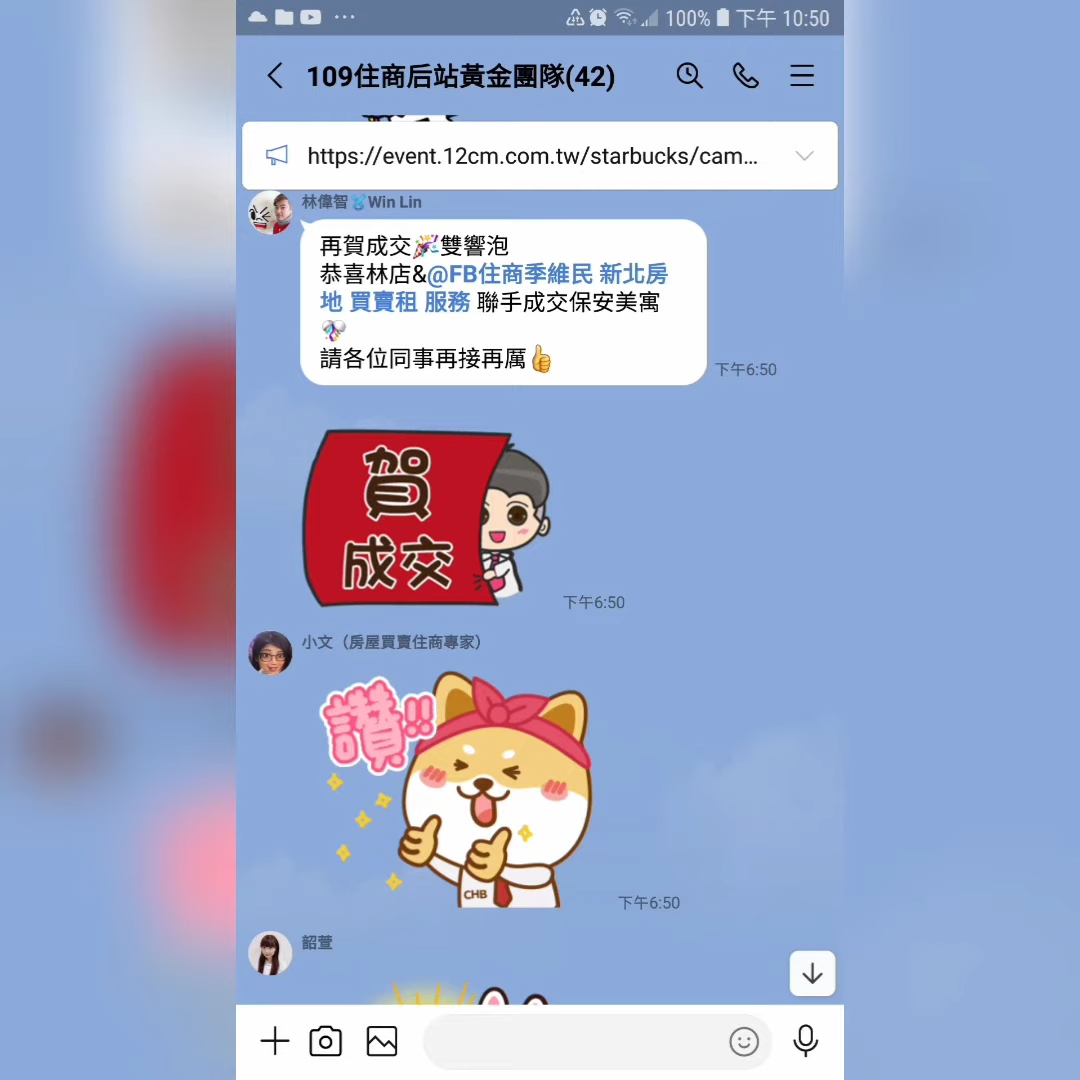 100% 下午 10:50
109住商后站黃金團隊(42)
https://event.12cm.com.tw/starbucks/cam...
林偉智 Win Lin
再賀成交🎉雙響泡
恭喜林店&@FB住商季維民 新北房
地 買賣租 服務 聯手成交保安美寓
🎊
請各位同事再接再厲👍
下午6:50
賀
成交
下午6:50
小文（房屋買賣住商專家）
讚!!
CHB
下午6:50
韶萱